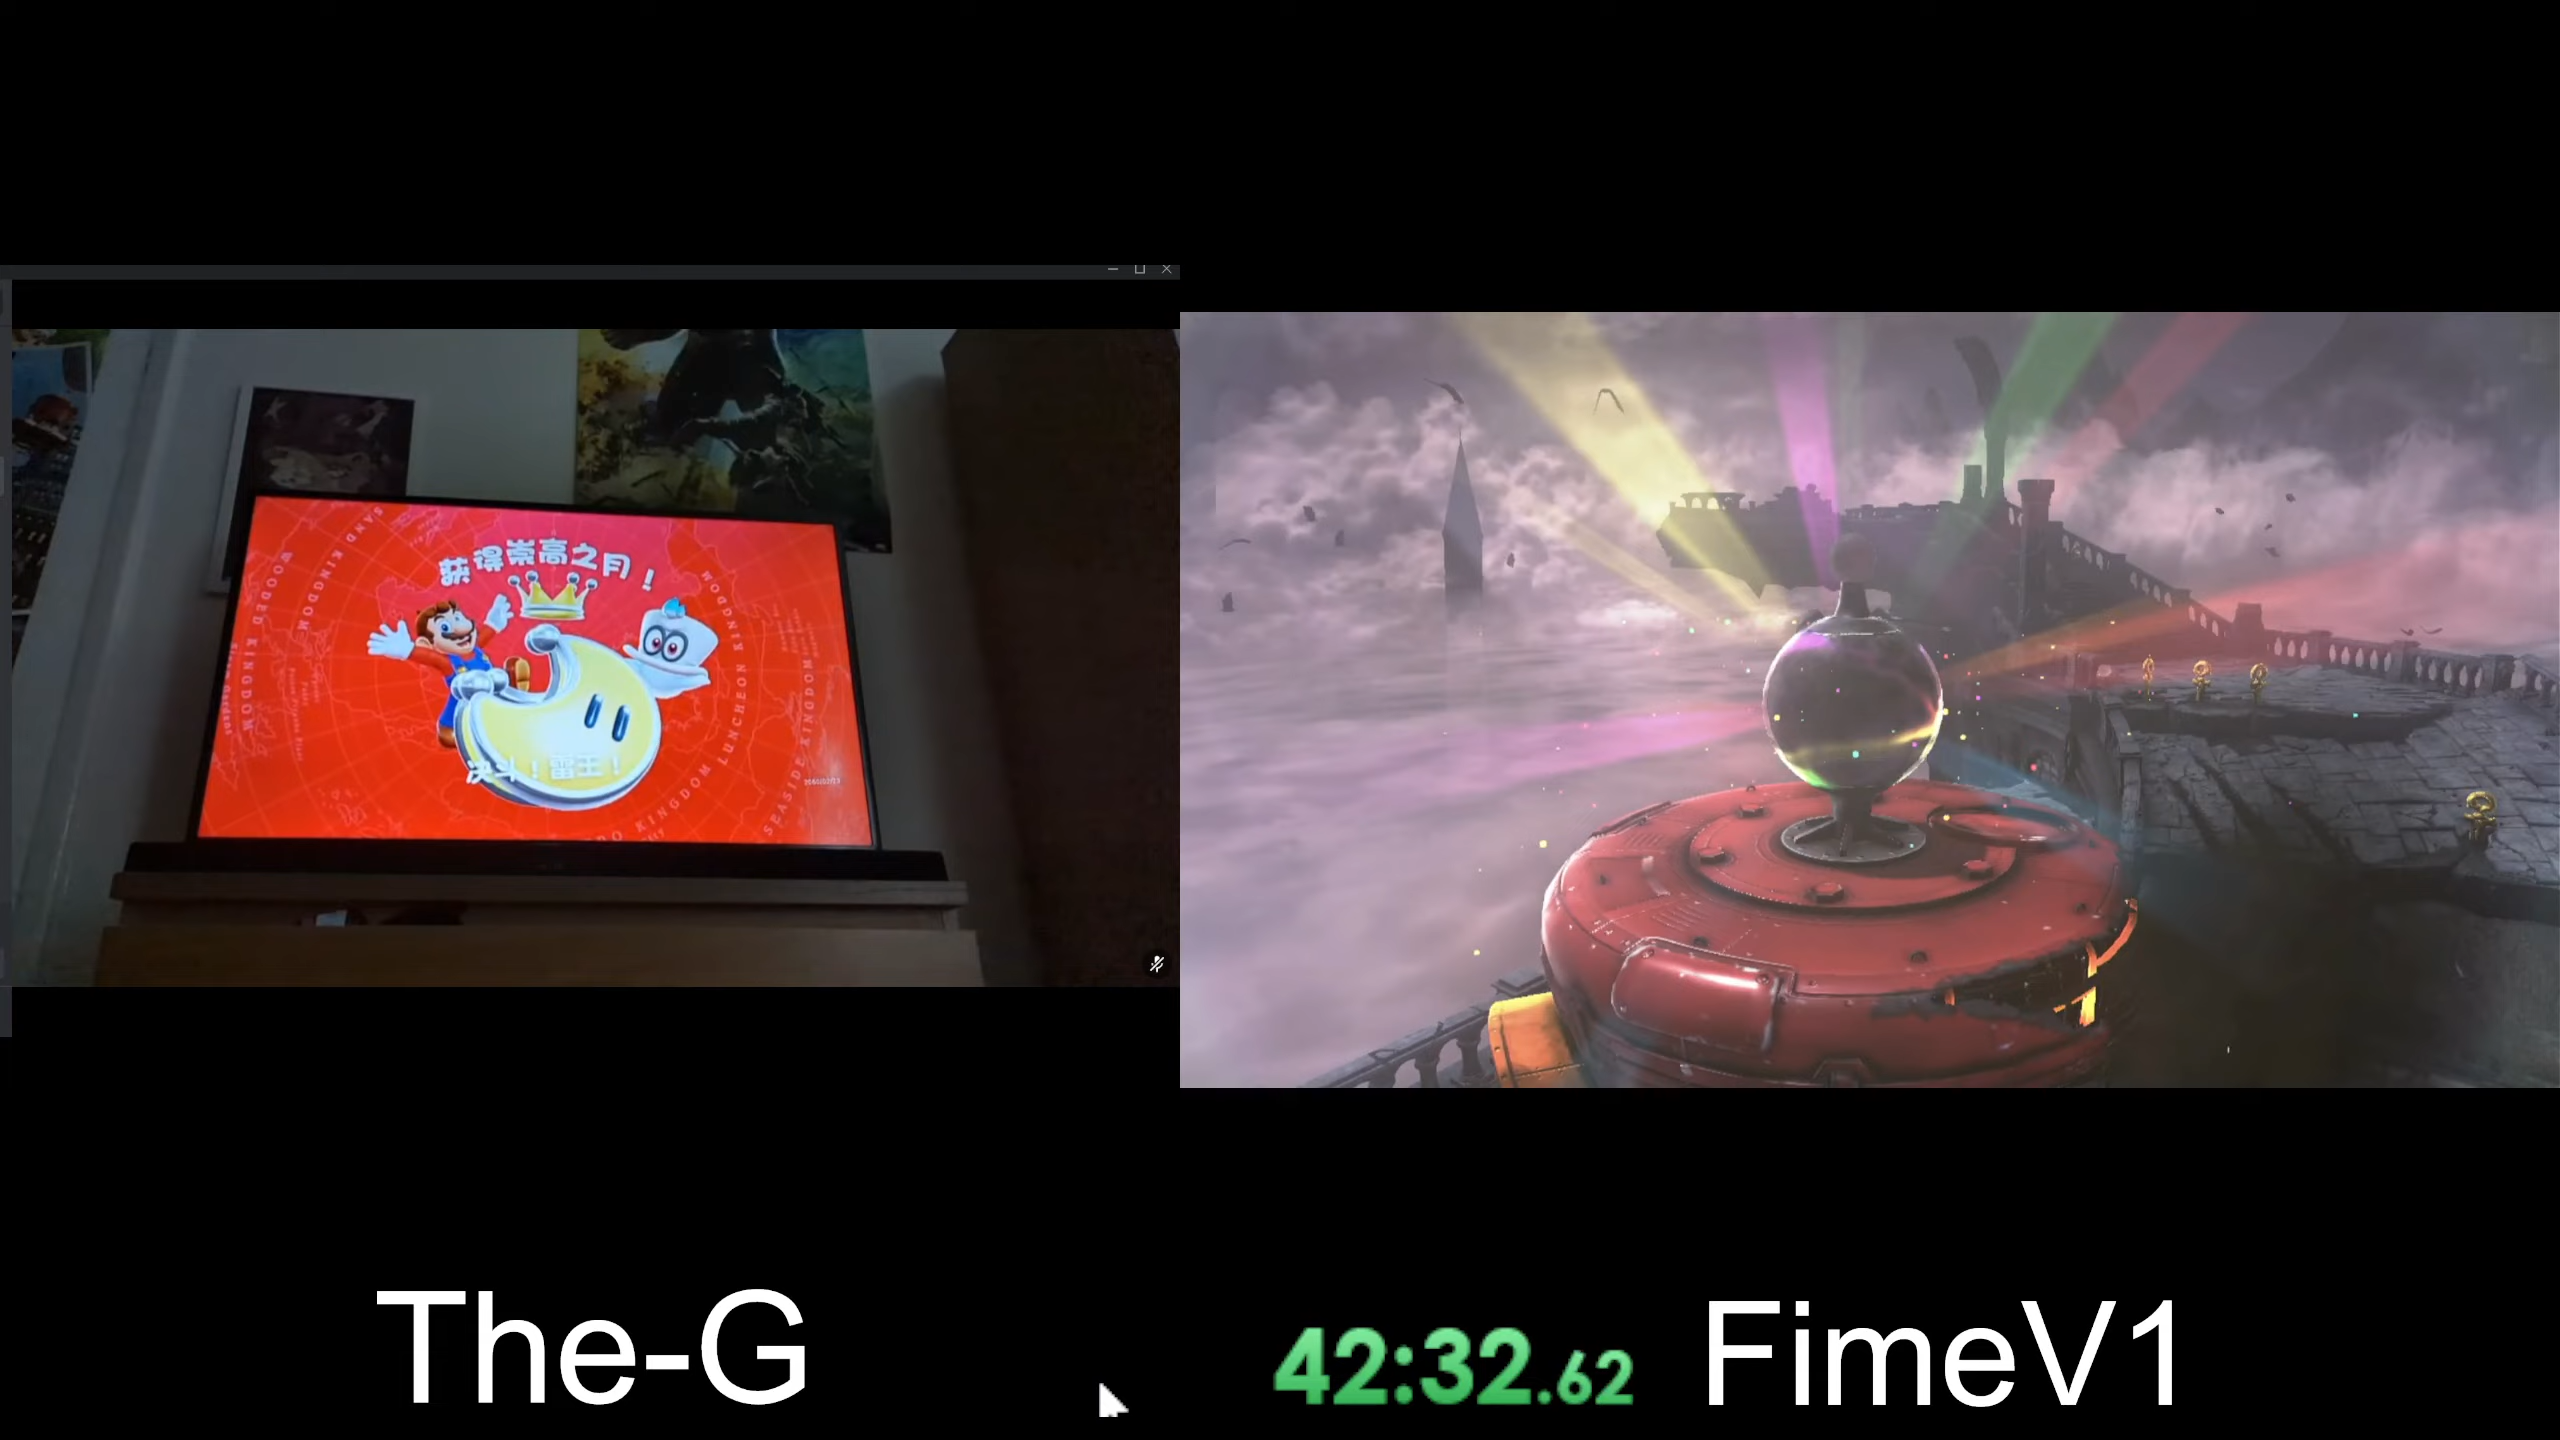 获得崇高之月！
决斗！雷王！
SAND KINGDOM
WOODED KINGDOM
LUNCHEON KINGDOM
SEASIDE KINGDOM
KINGDOM
The-G
42:32.62
FimeV1